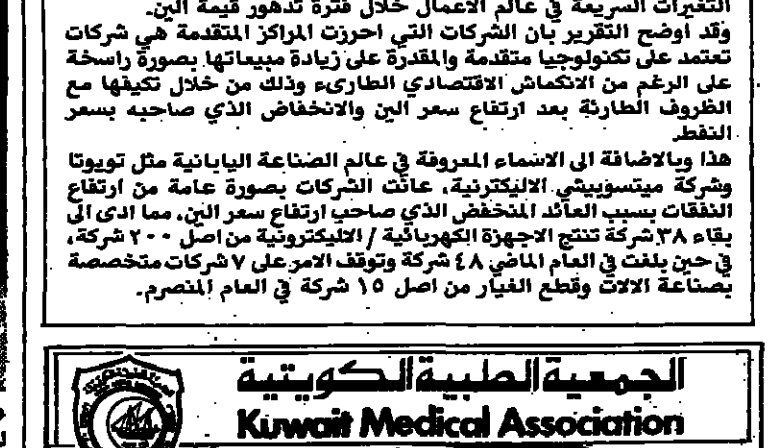 التغيرات السريعة في عالم الاعمال خلال فترة تدهور قيمة الين.
وقد اوضح التقرير بان الشركات التي احرزت المراكز المتقدمة هي شركات
تعتمد على تكنولوجيا متقدمة والمقدرة على زيادة مبيعاتها بصورة راسخة
على الرغم من الانكماش الاقتصادي الطارىء وذلك من خلال تكيفها مع
الظروف الطارئة بعد ارتفاع سعر الين والانخفاض الذي صاحبه بسعر
النفط.
هذا وبالاضافة الى الاسماء المعروفة في عالم الصناعة اليابانية مثل تويوتا
وشركة ميتسوبيشي الاليكترنية، عانت الشركات بصورة عامة من ارتفاع
النفقات بسبب العائد المنخفض الذي صاحب ارتفاع سعر الين، مما ادى الى
بقاء ٣٨ شركة تنتج الاجهزة الكهربائية / الاليكترونية من اصل ٢٠٠ شركة،
في حين بلغت في العام الماضي ٤٨ شركة وتوقف الامر على ٧ شركات متخصصة
بصناعة الالات وقطع الغيار من اصل ١٥ شركة في العام المنصرم.
الجمعية الطبية الكويتية
Kuwait Medical Association